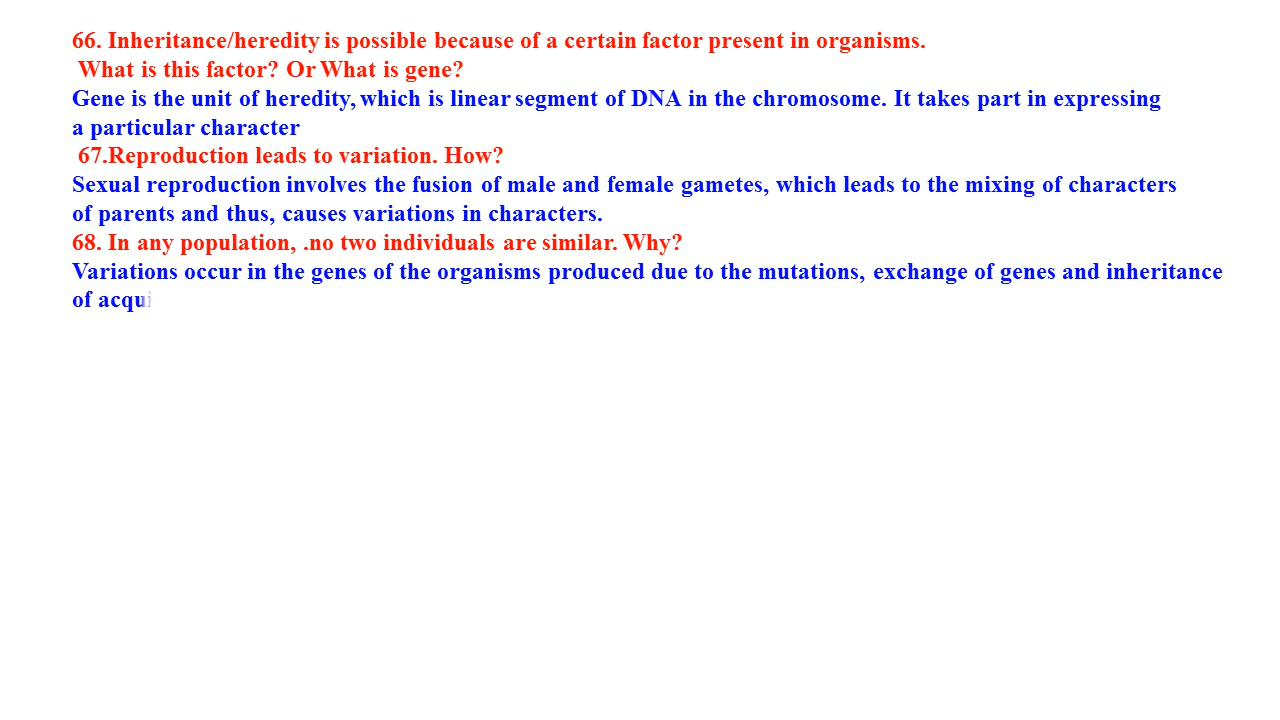 66. Inheritance/heredity is possible because of a certain factor present in organisms.
What is this factor? Or What is gene?
Gene is the unit of heredity, which is linear segment of DNA in the chromosome. It takes part in expressing
a particular character
67.Reproduction leads to variation. How?
Sexual reproduction involves the fusion of male and female gametes, which leads to the mixing of characters
of parents and thus, causes variations in characters.
68. In any population, .no two individuals are similar. Why?
Variations occur in the genes of the organisms produced due to the mutations, exchange of genes and inheritance
of acqui